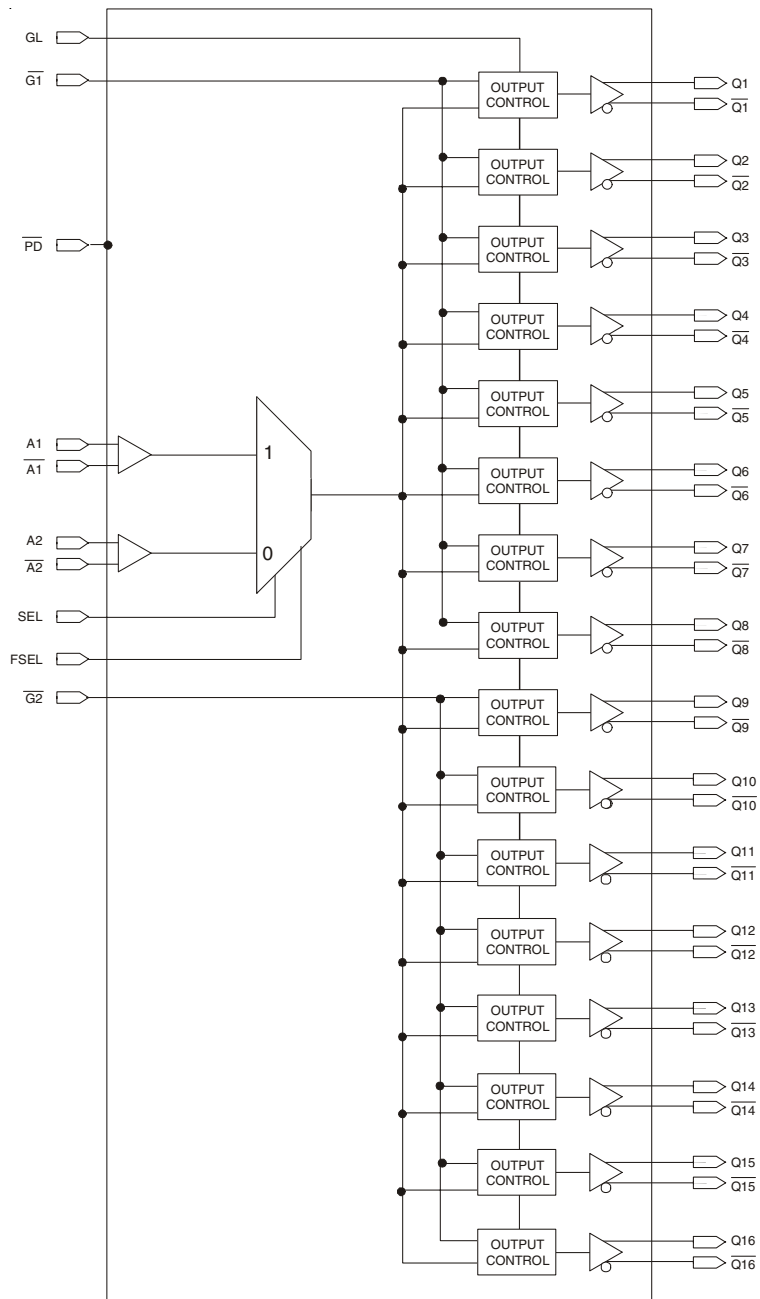 GL
G1
OUTPUT
CONTROL
Q1
Q1
OUTPUT
CONTROL
Q2
Q2
PD
OUTPUT
CONTROL
Q3
Q3
OUTPUT
CONTROL
Q4
Q4
OUTPUT
CONTROL
Q5
Q5
A1
A1
1
OUTPUT
CONTROL
Q6
Q6
A2
A2
0
OUTPUT
CONTROL
Q7
Q7
SEL
OUTPUT
CONTROL
Q8
Q8
FSEL
G2
OUTPUT
CONTROL
Q9
Q9
OUTPUT
CONTROL
Q10
Q10
OUTPUT
CONTROL
Q11
Q11
OUTPUT
CONTROL
Q12
Q12
OUTPUT
CONTROL
Q13
Q13
OUTPUT
CONTROL
Q14
Q14
OUTPUT
CONTROL
Q15
Q15
OUTPUT
CONTROL
Q16
Q16